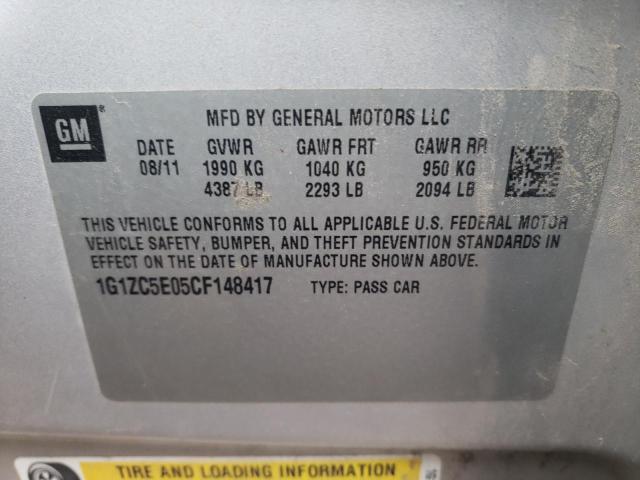 GM ®
MFD BY GENERAL MOTORS LLC
DATE GVWR GAWR FRT GAWR RR
08/11 1990 KG 1040 KG 950 KG
4387 LB 2293 LB 2094 LB
THIS VEHICLE CONFORMS TO ALL APPLICABLE U.S. FEDERAL MOTOR
VEHICLE SAFETY, BUMPER, AND THEFT PREVENTION STANDARDS IN
EFFECT ON THE DATE OF MANUFACTURE SHOWN ABOVE.
1G1ZC5E05CF148417 TYPE: PASS CAR
TIRE AND LOADING INFORMATION